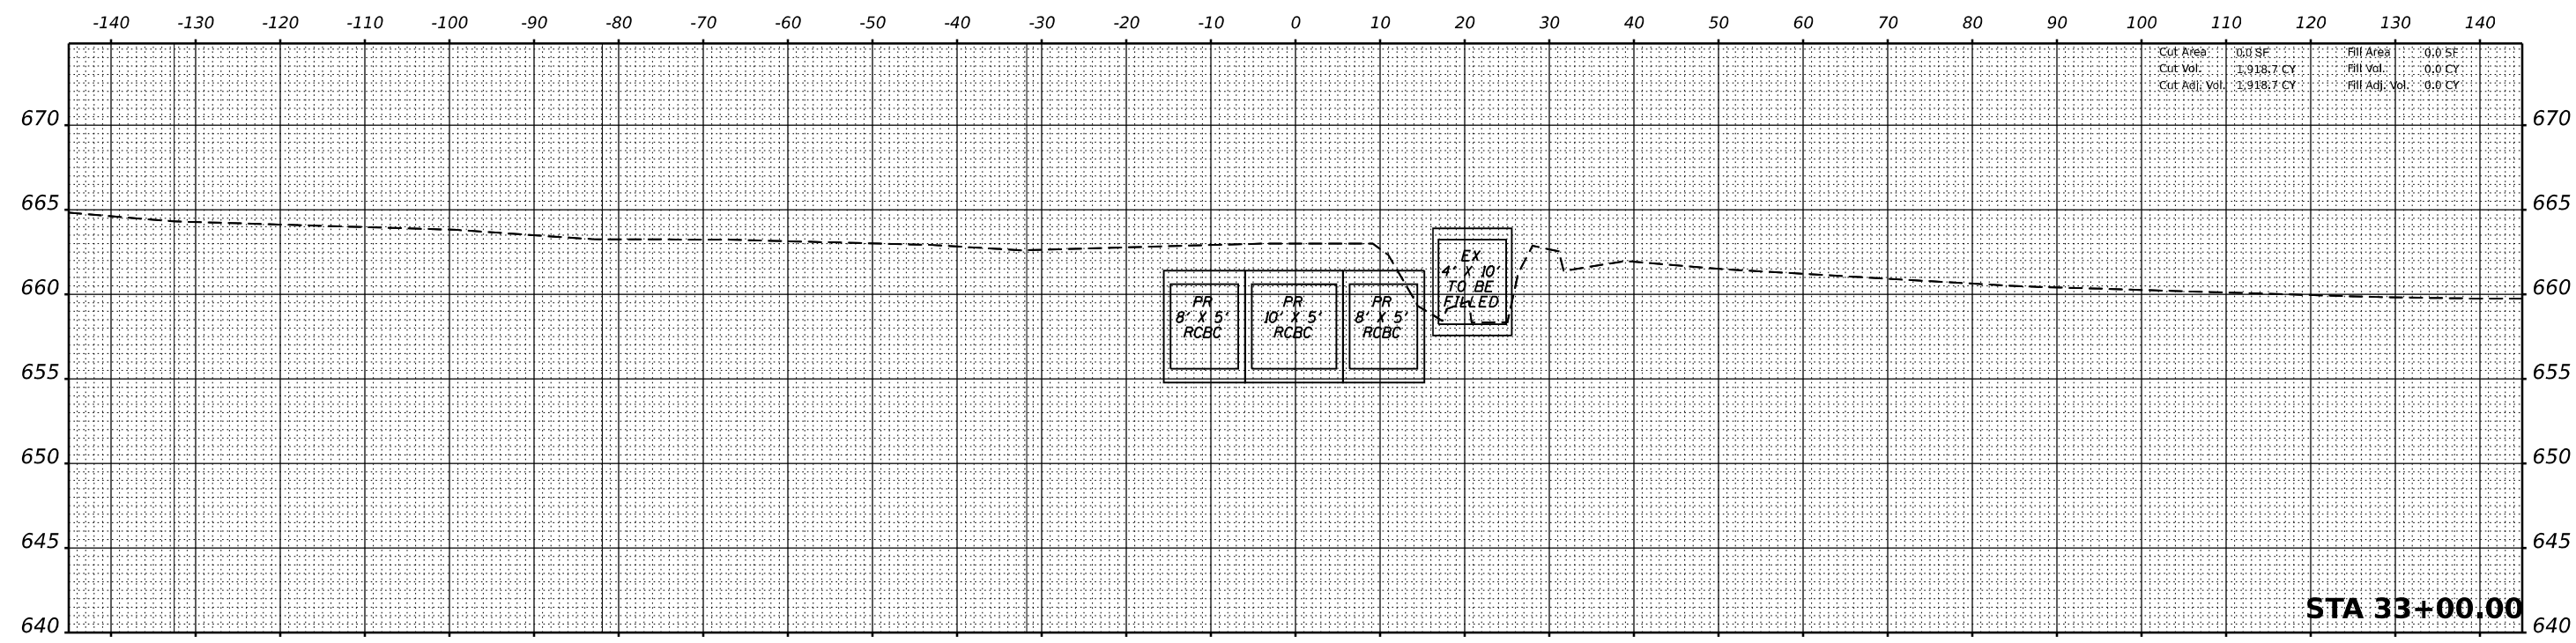 -140 -130 -120 -110 -100 -90 -80 -70 -60 -50 -40 -30 -20 -10 0 10 20 30 40 50 60 70 80 90 100 110 120 130 140
Cut Area 0.0 SF Fill Area 0.0 SF
Cut Vol. 1,918.7 CY Fill Vol. 0.0 CY
Cut Adj. Vol. 1,918.7 CY Fill Adj. Vol. 0.0 CY
670 670
665 665
EX
4' X 10'
TO BE
FILLED
660 660
PR
8' X 5'
RCBC
PR
10' X 5'
RCBC
PR
8' X 5'
RCBC
655 655
650 650
645 645
STA 33+00.00
640 640